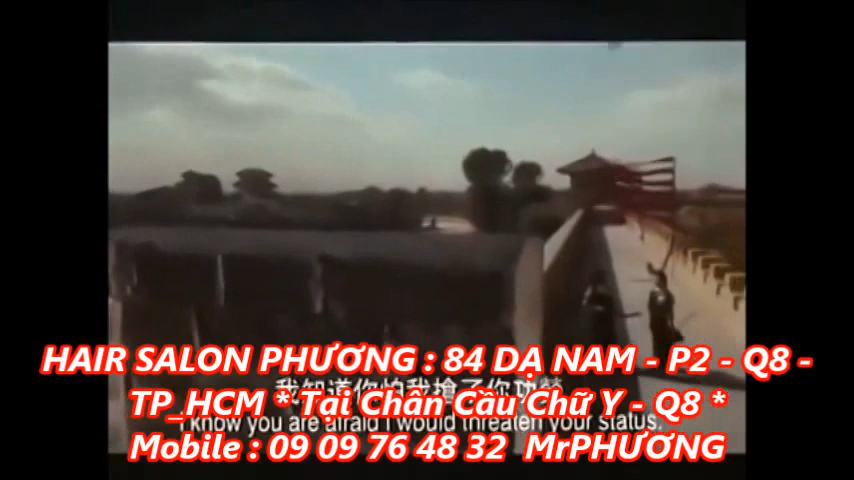 HAIR SALON PHƯƠNG : 84 DẠ NAM - P2 - Q8 -
我知道你怕我搶了你功勞
TP_HCM * Tại Chân Cầu Chữ Y - Q8 *
I know you are afraid I would threaten your status.
Mobile : 09 09 76 48 32 MrPHƯƠNG